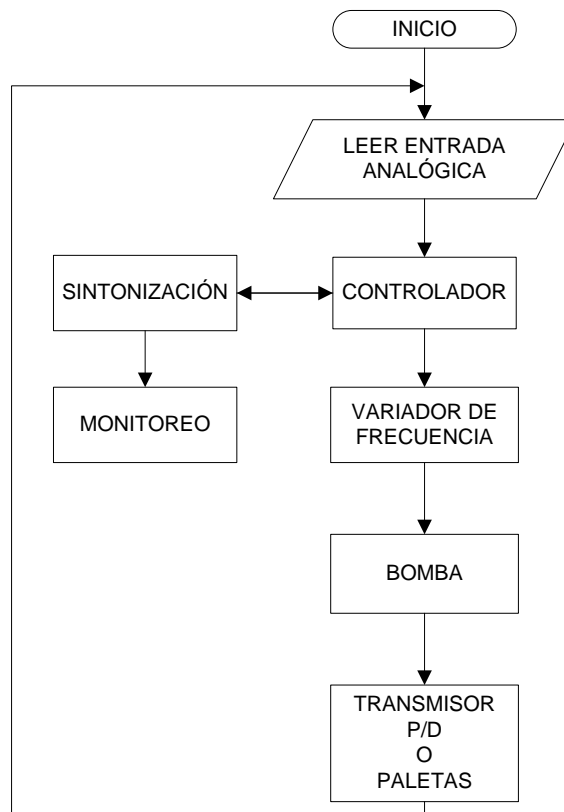 INICIO
LEER ENTRADA
ANALÓGICA
SINTONIZACIÓN
CONTROLADOR
MONITOREO
VARIADOR DE
FRECUENCIA
BOMBA
TRANSMISOR
P/D
O
PALETAS